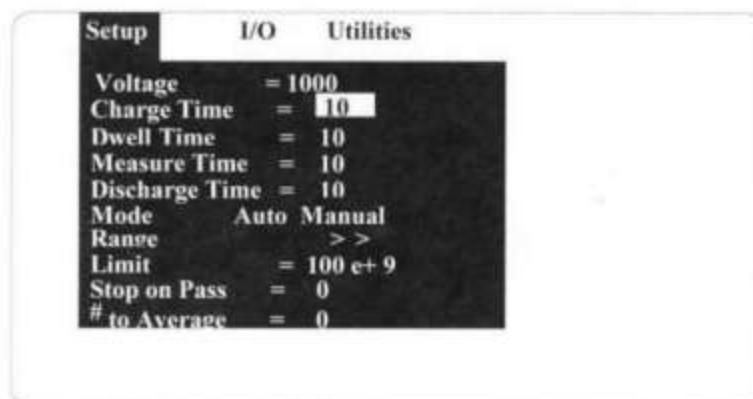 Setup I/O Utilities
Voltage = 1000
Charge Time = 10
Dwell Time = 10
Measure Time = 10
Discharge Time = 10
Mode Auto Manual
Range > >
Limit = 100 e+ 9
Stop on Pass = 0
# to Average = 0